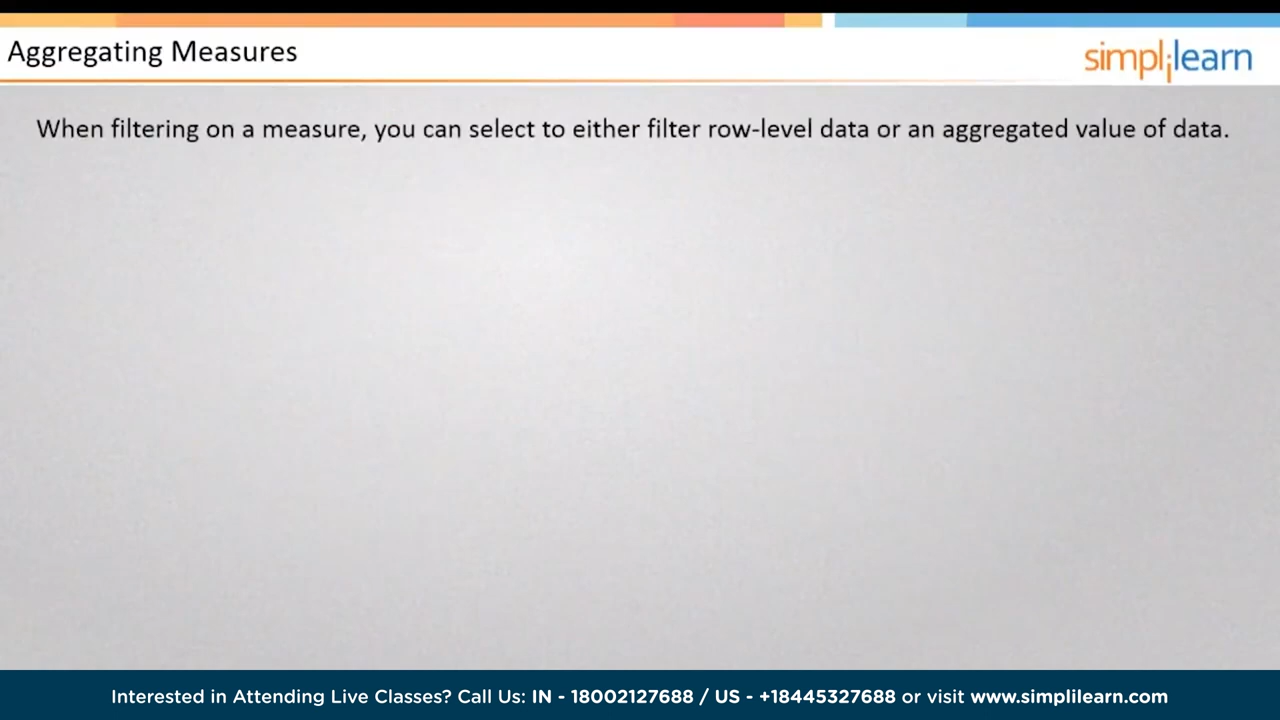 Aggregating Measures
simplilearn
When filtering on a measure, you can select to either filter row-level data or an aggregated value of data.
Interested in Attending Live Classes? Call Us: IN - 18002127688 / US - +18445327688 or visit www.simplilearn.com